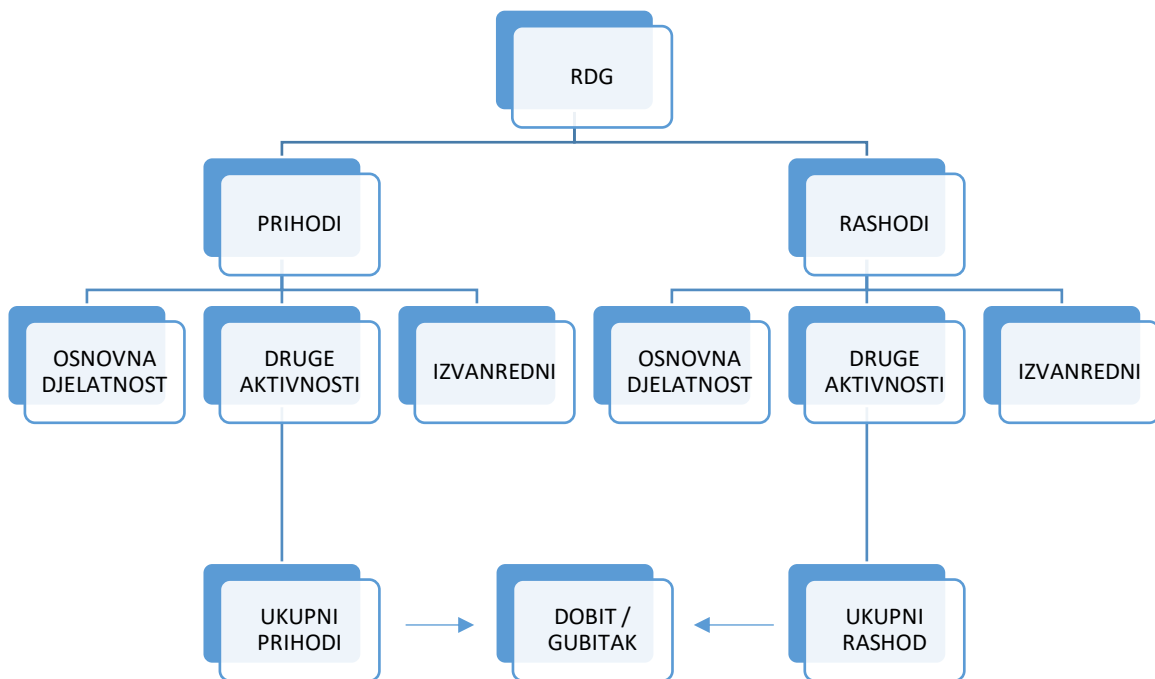 RDG
PRIHODI
RASHODI
OSNOVNA
DJELATNOST
DRUGE
AKTIVNOSTI
IZVANREDNI
OSNOVNA
DJELATNOST
DRUGE
AKTIVNOSTI
IZVANREDNI
UKUPNI
PRIHODI
DOBIT /
GUBITAK
UKUPNI
RASHOD